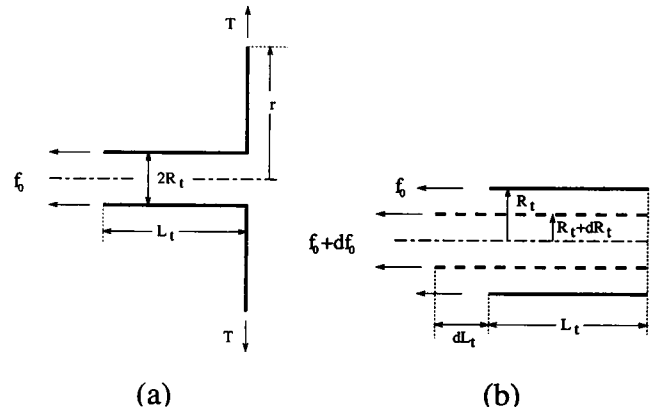 T
r
f₀
2Rₜ
Lₜ
T
(a)
f₀
Rₜ
f₀+df₀
Rₜ+dRₜ
dLₜ
Lₜ
(b)